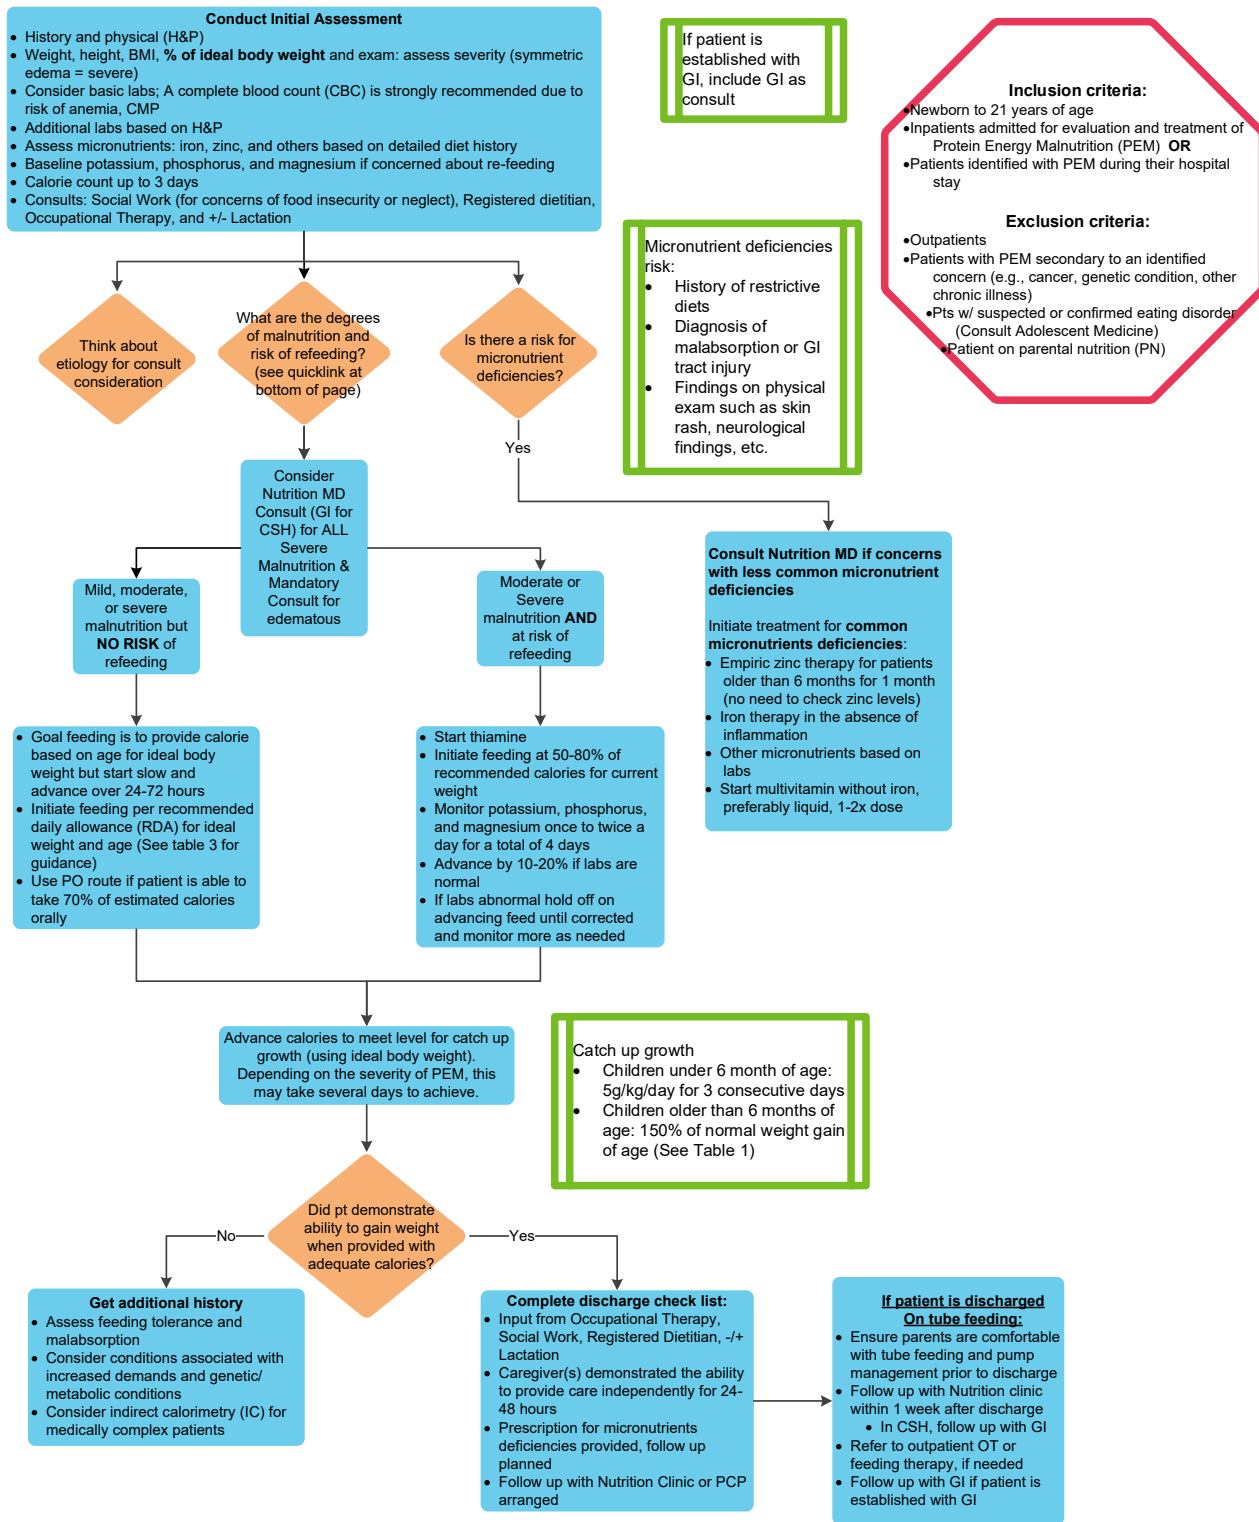 Conduct Initial Assessment
• History and physical (H&P)
• Weight, height, BMI, % of ideal body weight and exam: assess severity (symmetric
edema = severe)
• Consider basic labs; A complete blood count (CBC) is strongly recommended due to
risk of anemia, CMP
• Additional labs based on H&P
• Assess micronutrients: iron, zinc, and others based on detailed diet history
• Baseline potassium, phosphorus, and magnesium if concerned about re-feeding
• Calorie count up to 3 days
• Consults: Social Work (for concerns of food insecurity or neglect), Registered dietitian,
Occupational Therapy, and +/- Lactation
If patient is
established with
GI, include GI as
consult
Inclusion criteria:
•Newborn to 21 years of age
•Inpatients admitted for evaluation and treatment of
Protein Energy Malnutrition (PEM) OR
•Patients identified with PEM during their hospital
stay
Exclusion criteria:
•Outpatients
•Patients with PEM secondary to an identified
concern (e.g., cancer, genetic condition, other
chronic illness)
•Pts w/ suspected or confirmed eating disorder
(Consult Adolescent Medicine)
•Patient on parental nutrition (PN)
Micronutrient deficiencies
risk:
• History of restrictive
diets
• Diagnosis of
malabsorption or GI
tract injury
• Findings on physical
exam such as skin
rash, neurological
findings, etc.
Think about
etiology for consult
consideration
What are the degrees
of malnutrition and
risk of refeeding?
(see quicklink at
bottom of page)
Is there a risk for
micronutrient
deficiencies?
Yes
Consider
Nutrition MD
Consult (GI for
CSH) for ALL
Severe
Malnutrition &
Mandatory
Consult for
edematous
Mild, moderate,
or severe
malnutrition but
NO RISK of
refeeding
Moderate or
Severe
malnutrition AND
at risk of
refeeding
Consult Nutrition MD if concerns
with less common micronutrient
deficiencies
Initiate treatment for common
micronutrients deficiencies:
• Empiric zinc therapy for patients
older than 6 months for 1 month
(no need to check zinc levels)
• Iron therapy in the absence of
inflammation
• Other micronutrients based on
labs
• Start multivitamin without iron,
preferably liquid, 1-2x dose
• Goal feeding is to provide calorie
based on age for ideal body
weight but start slow and
advance over 24-72 hours
• Initiate feeding per recommended
daily allowance (RDA) for ideal
weight and age (See table 3 for
guidance)
• Use PO route if patient is able to
take 70% of estimated calories
orally
• Start thiamine
• Initiate feeding at 50-80% of
recommended calories for current
weight
• Monitor potassium, phosphorus,
and magnesium once to twice a
day for a total of 4 days
• Advance by 10-20% if labs are
normal
• If labs abnormal hold off on
advancing feed until corrected
and monitor more as needed
Advance calories to meet level for catch up
growth (using ideal body weight).
Depending on the severity of PEM, this
may take several days to achieve.
Catch up growth
• Children under 6 month of age:
5g/kg/day for 3 consecutive days
• Children older than 6 months of
age: 150% of normal weight gain
of age (See Table 1)
Did pt demonstrate
ability to gain weight
when provided with
adequate calories?
No
Yes
Get additional history
• Assess feeding tolerance and
malabsorption
• Consider conditions associated with
increased demands and genetic/
metabolic conditions
• Consider indirect calorimetry (IC) for
medically complex patients
Complete discharge check list:
• Input from Occupational Therapy,
Social Work, Registered Dietitian, -/+
Lactation
• Caregiver(s) demonstrated the ability
to provide care independently for 24-
48 hours
• Prescription for micronutrients
deficiencies provided, follow up
planned
• Follow up with Nutrition Clinic or PCP
arranged
If patient is discharged
On tube feeding:
• Ensure parents are comfortable
with tube feeding and pump
management prior to discharge
• Follow up with Nutrition clinic
within 1 week after discharge
• In CSH, follow up with GI
• Refer to outpatient OT or
feeding therapy, if needed
• Follow up with GI if patient is
established with GI